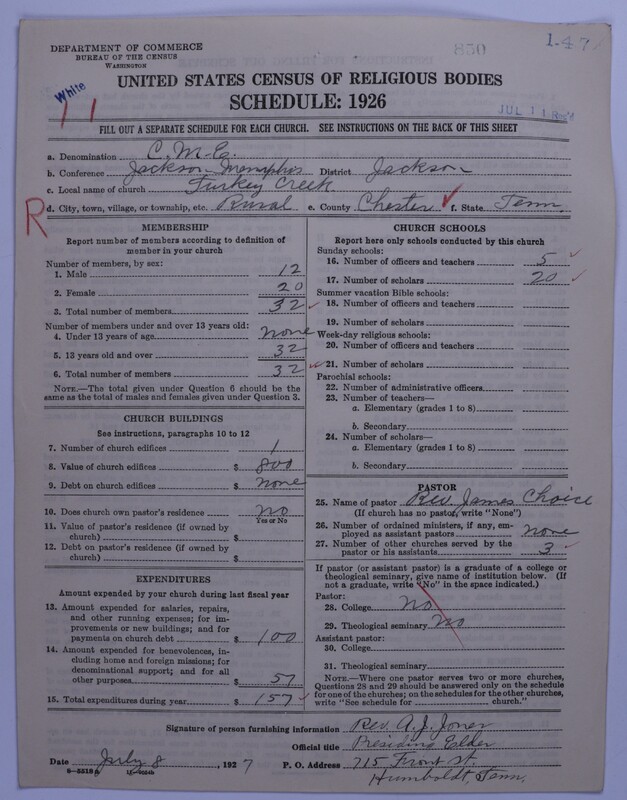 850
1-47
DEPARTMENT OF COMMERCE
BUREAU OF THE CENSUS
WASHINGTON
White
11
UNITED STATES CENSUS OF RELIGIOUS BODIES
SCHEDULE: 1926
JUL 11 Rec'd
FILL OUT A SEPARATE SCHEDULE FOR EACH CHURCH. SEE INSTRUCTIONS ON THE BACK OF THIS SHEET
a. Denomination C.M.E.
b. Conference Jackson Memphis District Jackson
c. Local name of church Turkey Creek
R
d. City, town, village, or township, etc. Rural e. County Chester ✓ f. State Tenn.
MEMBERSHIP
Report number of members according to definition of
member in your church
Number of members, by sex:
1. Male 12
2. Female 20
3. Total number of members 32
Number of members under and over 13 years old:
4. Under 13 years of age none
5. 13 years old and over 32
6. Total number of members 32
NOTE.—The total given under Question 6 should be
the same as the total of males and females given under Question 3.
CHURCH BUILDINGS
See instructions, paragraphs 10 to 12
7. Number of church edifices 1
8. Value of church edifices $ 800
9. Debt on church edifices $ none
10. Does church own pastor's residence No
Yes or No
11. Value of pastor's residence (if owned by
church) $
12. Debt on pastor's residence (if owned by
church) $
EXPENDITURES
Amount expended by your church during last fiscal year
13. Amount expended for salaries, repairs,
and other running expenses; for im-
provements or new buildings; and for
payments on church debt $ 100
14. Amount expended for benevolences, in-
cluding home and foreign missions; for
denominational support; and for all
other purposes $ 57
15. Total expenditures during year $ 157
CHURCH SCHOOLS
Report here only schools conducted by this church
Sunday schools:
16. Number of officers and teachers 5
17. Number of scholars 20
Summer vacation Bible schools:
18. Number of officers and teachers
19. Number of scholars
Week-day religious schools:
20. Number of officers and teachers
21. Number of scholars
Parochial schools:
22. Number of administrative officers
23. Number of teachers—
a. Elementary (grades 1 to 8)
b. Secondary
24. Number of scholars—
a. Elementary (grades 1 to 8)
b. Secondary
PASTOR
25. Name of pastor Rev. James Choice
(If church has no pastor, write "None")
26. Number of ordained ministers, if any, em-
ployed as assistant pastors none
27. Number of other churches served by the
pastor or his assistants 3
If pastor (or assistant pastor) is a graduate of a college or
theological seminary, give name of institution below. (If
not a graduate, write "No" in the space indicated.)
Pastor:
28. College No
29. Theological seminary No
Assistant pastor:
30. College
31. Theological seminary
NOTE.—Where one pastor serves two or more churches,
Questions 28 and 29 should be answered only on the schedule
for one of the churches; on the schedules for the other churches,
write "See schedule for church."
Signature of person furnishing information Rev. A.J. Jones
Official title Presiding Elder
Date July 8, 1927 P. O. Address 715 Front st.
Humboldt, Tenn.